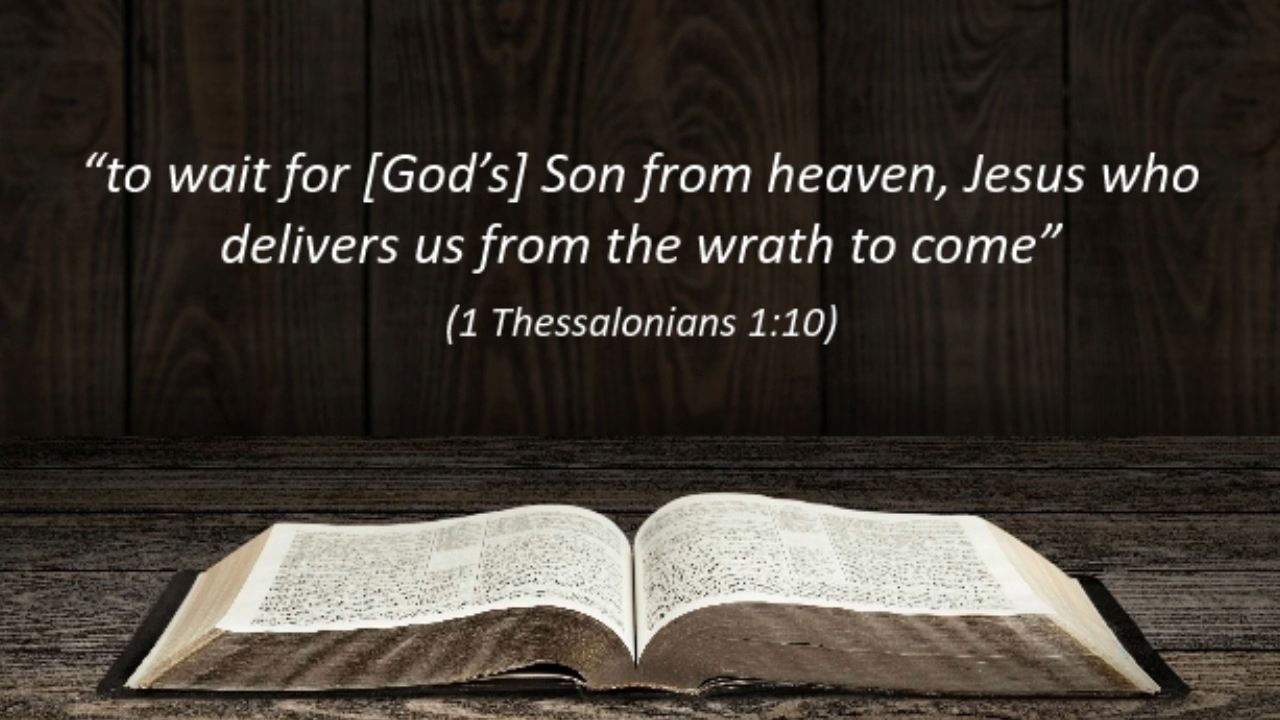 “to wait for [God’s] Son from heaven, Jesus who
delivers us from the wrath to come”
(1 Thessalonians 1:10)